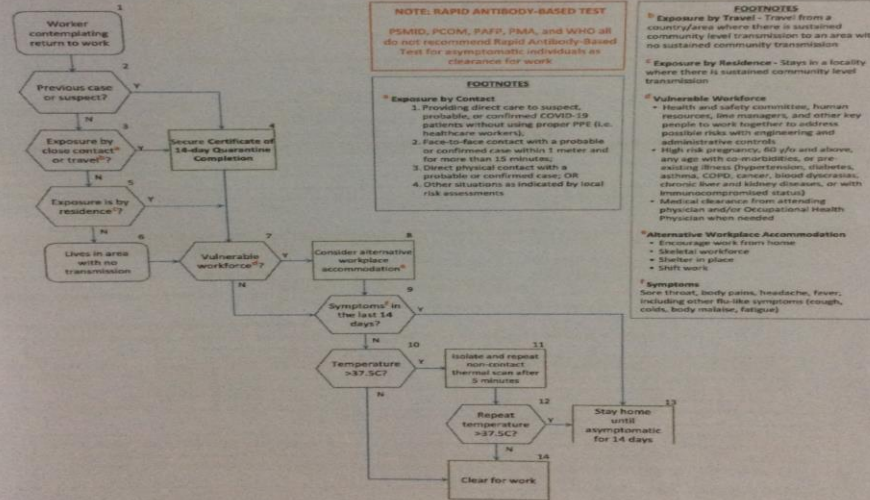 1
Worker
contemplating
return to work
2
Previous case
or suspect?
Y
N
3
Exposure by
close contactᵃ
or travelᵇ?
Y
N
4
Secure Certificate of
14-day Quarantine
Completion
5
Exposure is by
residenceᶜ?
Y
N
6
Lives in area
with no
transmission
7
Vulnerable
workforceᵈ?
Y
N
8
Consider alternative
workplace
accommodationᵉ
9
Symptomsᶠ in
the last 14
days?
Y
N
10
Temperature
>37.5C?
Y
N
11
Isolate and repeat
non-contact
thermal scan after
5 minutes
12
Repeat
temperature
>37.5C?
Y
N
13
Stay home
until
asymptomatic
for 14 days
14
Clear for work
NOTE: RAPID ANTIBODY-BASED TEST
PSMID, PCOM, PAFP, PMA, and WHO all
do not recommend Rapid Antibody-Based
Test for asymptomatic individuals as
clearance for work
FOOTNOTES
ᵃ Exposure by Contact
1. Providing direct care to suspect,
probable, or confirmed COVID-19
patients without using proper PPE (i.e.
healthcare workers),
2. Face-to-face contact with a probable
or confirmed case within 1 meter and
for more than 15 minutes;
3. Direct physical contact with a
probable or confirmed case; OR
4. Other situations as indicated by local
risk assessments
FOOTNOTES
ᵇ Exposure by Travel - Travel from a
country/area where there is sustained
community level transmission to an area wit
no sustained community transmission
ᶜ Exposure by Residence - Stays in a locality
where there is sustained community level
transmission
ᵈ Vulnerable Workforce
• Health and safety committee, human
resources, line managers, and other key
people to work together to address
possible risks with engineering and
administrative controls
• High risk pregnancy, 60 y/o and above,
any age with co-morbidities, or pre-
existing illness (hypertension, diabetes,
asthma, COPD, cancer, blood dyscrasias,
chronic liver and kidney diseases, or with
immunocompromised status)
• Medical clearance from attending
physician and/or Occupational Health
Physician when needed
ᵉ Alternative Workplace Accommodation
• Encourage work from home
• Skeletal workforce
• Shelter in place
• Shift work
ᶠ Symptoms
Sore throat, body pains, headache, fever,
including other flu-like symptoms (cough,
colds, body malaise, fatigue)